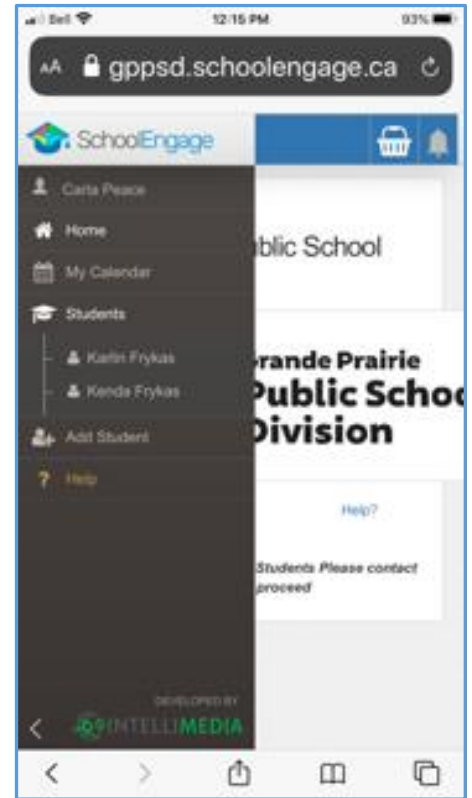 Bell 12:15 PM 93%
AA gppsd.schoolengage.ca
SchoolEngage
Carla Peace
Home
ublic School
My Calendar
Students
Karlin Frykas
Kenda Frykas
rande Prairie
Public Schoo
Division
Add Student
? Help
Help?
Students Please contact
proceed
DEVELOPED BY
INTELLIMEDIA